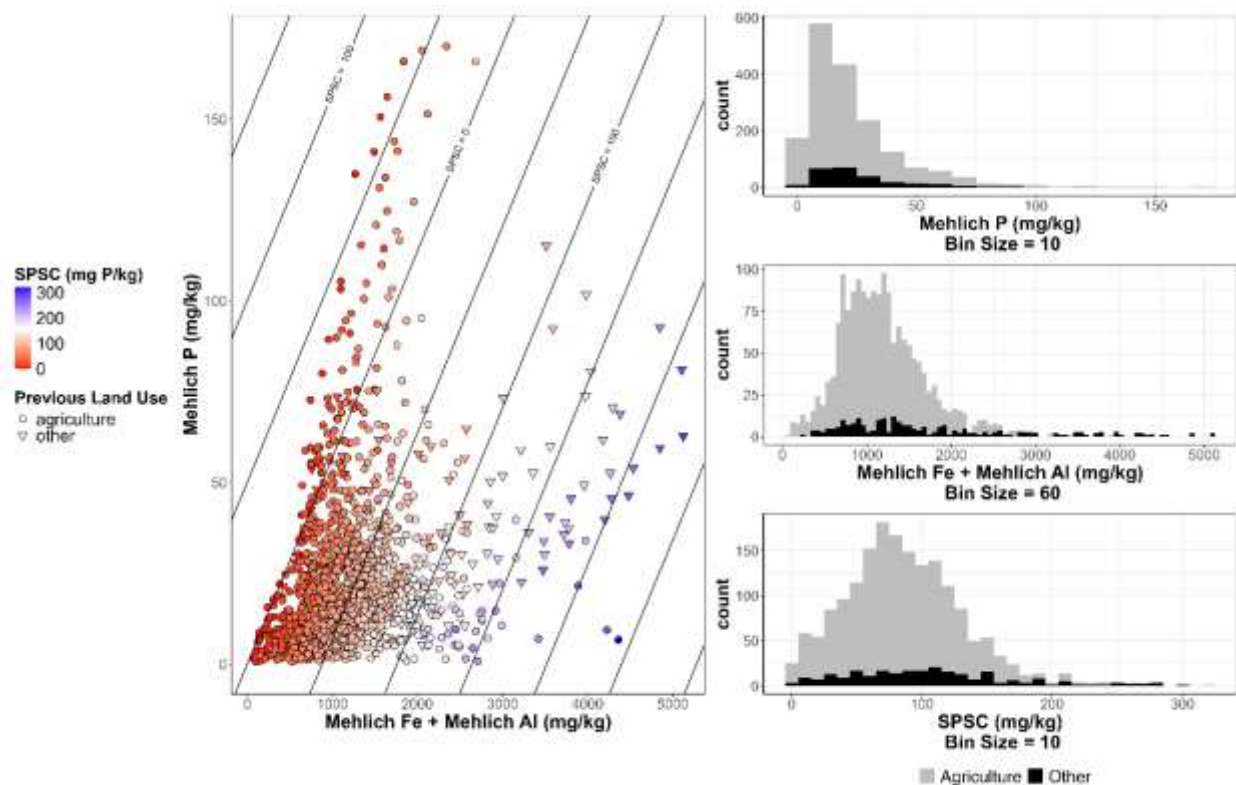 SPSC (mg P/kg)
300
200
100
0
Previous Land Use
agriculture
other
Mehlich P (mg/kg)
150
100
50
0
SPSC = 0
0
1000
2000
3000
4000
5000
Mehlich Fe + Mehlich Al (mg/kg)
count
600
400
200
0
0
50
100
150
Mehlich P (mg/kg)
Bin Size = 10
count
100
75
50
25
0
0
1000
2000
3000
4000
5000
Mehlich Fe + Mehlich Al (mg/kg)
Bin Size = 60
count
150
100
50
0
0
100
200
300
SPSC (mg/kg)
Bin Size = 10
Agriculture
Other